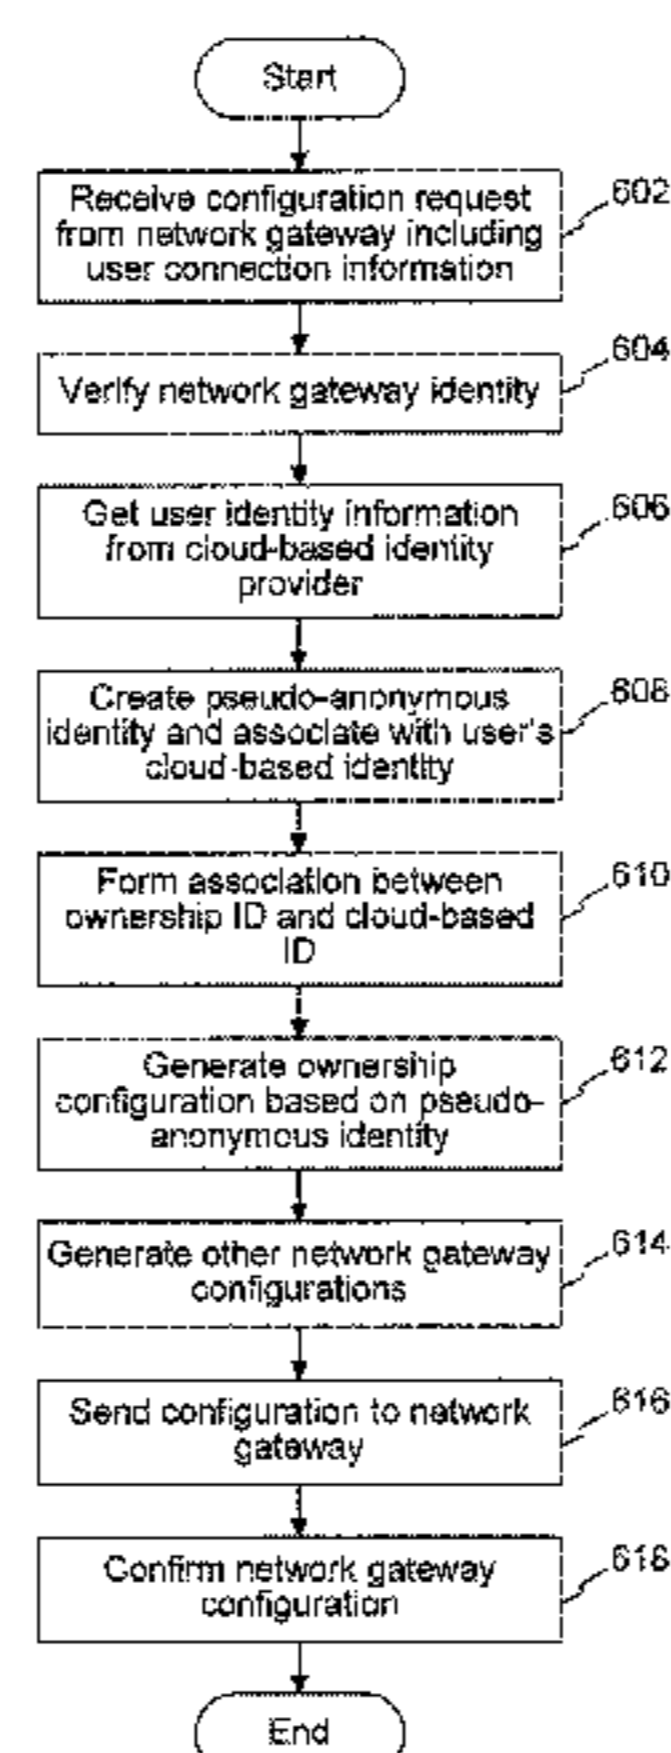 Start
Receive configuration request
from network gateway including
user connection information
602
Verify network gateway identity
604
Get user identity information
from cloud-based identity
provider
606
Create pseudo-anonymous
identity and associate with user's
cloud-based identity
608
Form association between
ownership ID and cloud-based
ID
610
Generate ownership
configuration based on pseudo-
anonymous identity
612
Generate other network gateway
configurations
614
Send configuration to network
gateway
616
Confirm network gateway
configuration
618
End